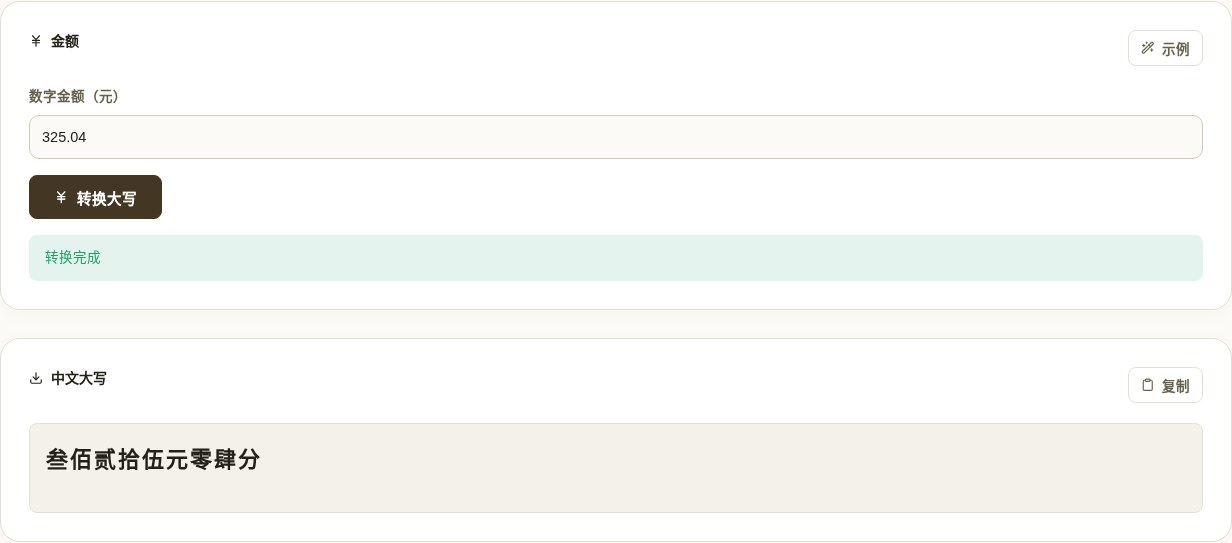 ¥ 金额
示例
数字金额（元）
325.04
¥ 转换大写
转换完成
中文大写
复制
叁佰贰拾伍元零肆分